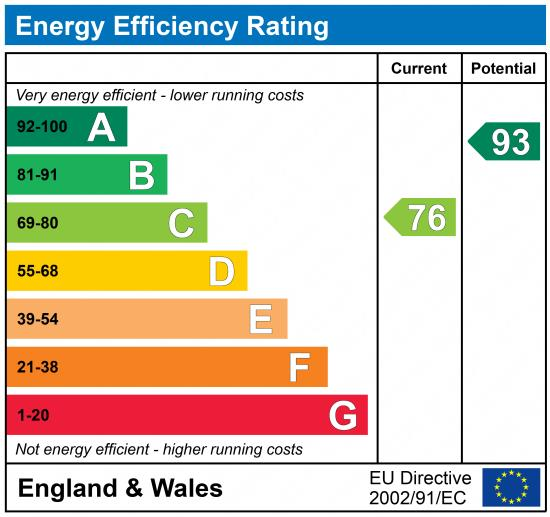 Energy Efficiency Rating
Current Potential
Very energy efficient - lower running costs
92-100 A
93
81-91 B
69-80 C
76
55-68 D
39-54 E
21-38 F
1-20 G
Not energy efficient - higher running costs
England & Wales
EU Directive
2002/91/EC